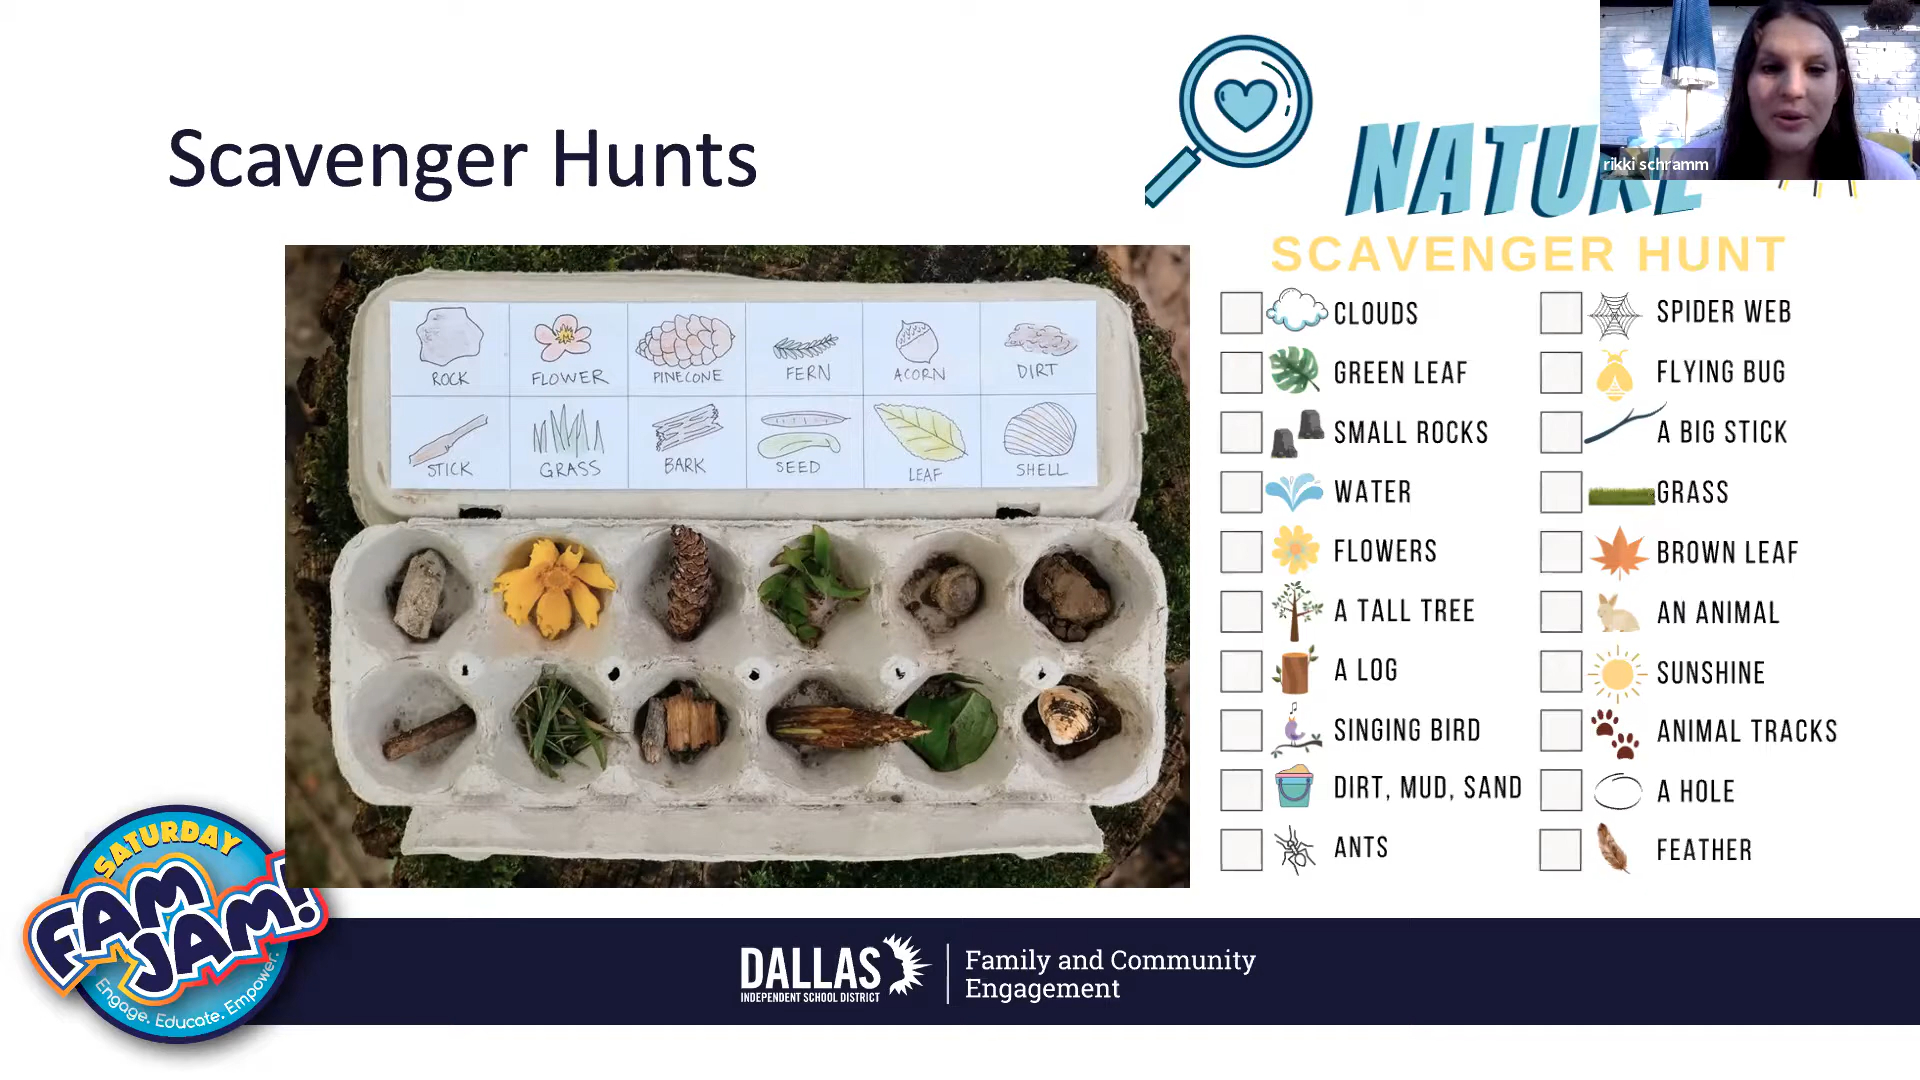 Scavenger Hunts
NATURE
rikki schramm
SCAVENGER HUNT
ROCK
FLOWER
PINECONE
FERN
ACORN
DIRT
STICK
GRASS
BARK
SEED
LEAF
SHELL
CLOUDS
GREEN LEAF
SMALL ROCKS
WATER
FLOWERS
A TALL TREE
A LOG
SINGING BIRD
DIRT, MUD, SAND
ANTS
SPIDER WEB
FLYING BUG
A BIG STICK
GRASS
BROWN LEAF
AN ANIMAL
SUNSHINE
ANIMAL TRACKS
A HOLE
FEATHER
SATURDAY
FAM
JAM!
Engage. Educate. Empower.
DALLAS
INDEPENDENT SCHOOL DISTRICT
Family and Community
Engagement